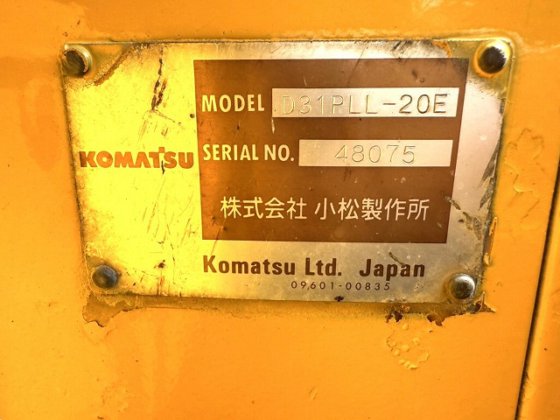 KOMATSU
MODEL D31PLL-20E
SERIAL NO. 48075
株式会社 小松製作所
Komatsu Ltd. Japan
09601-00835